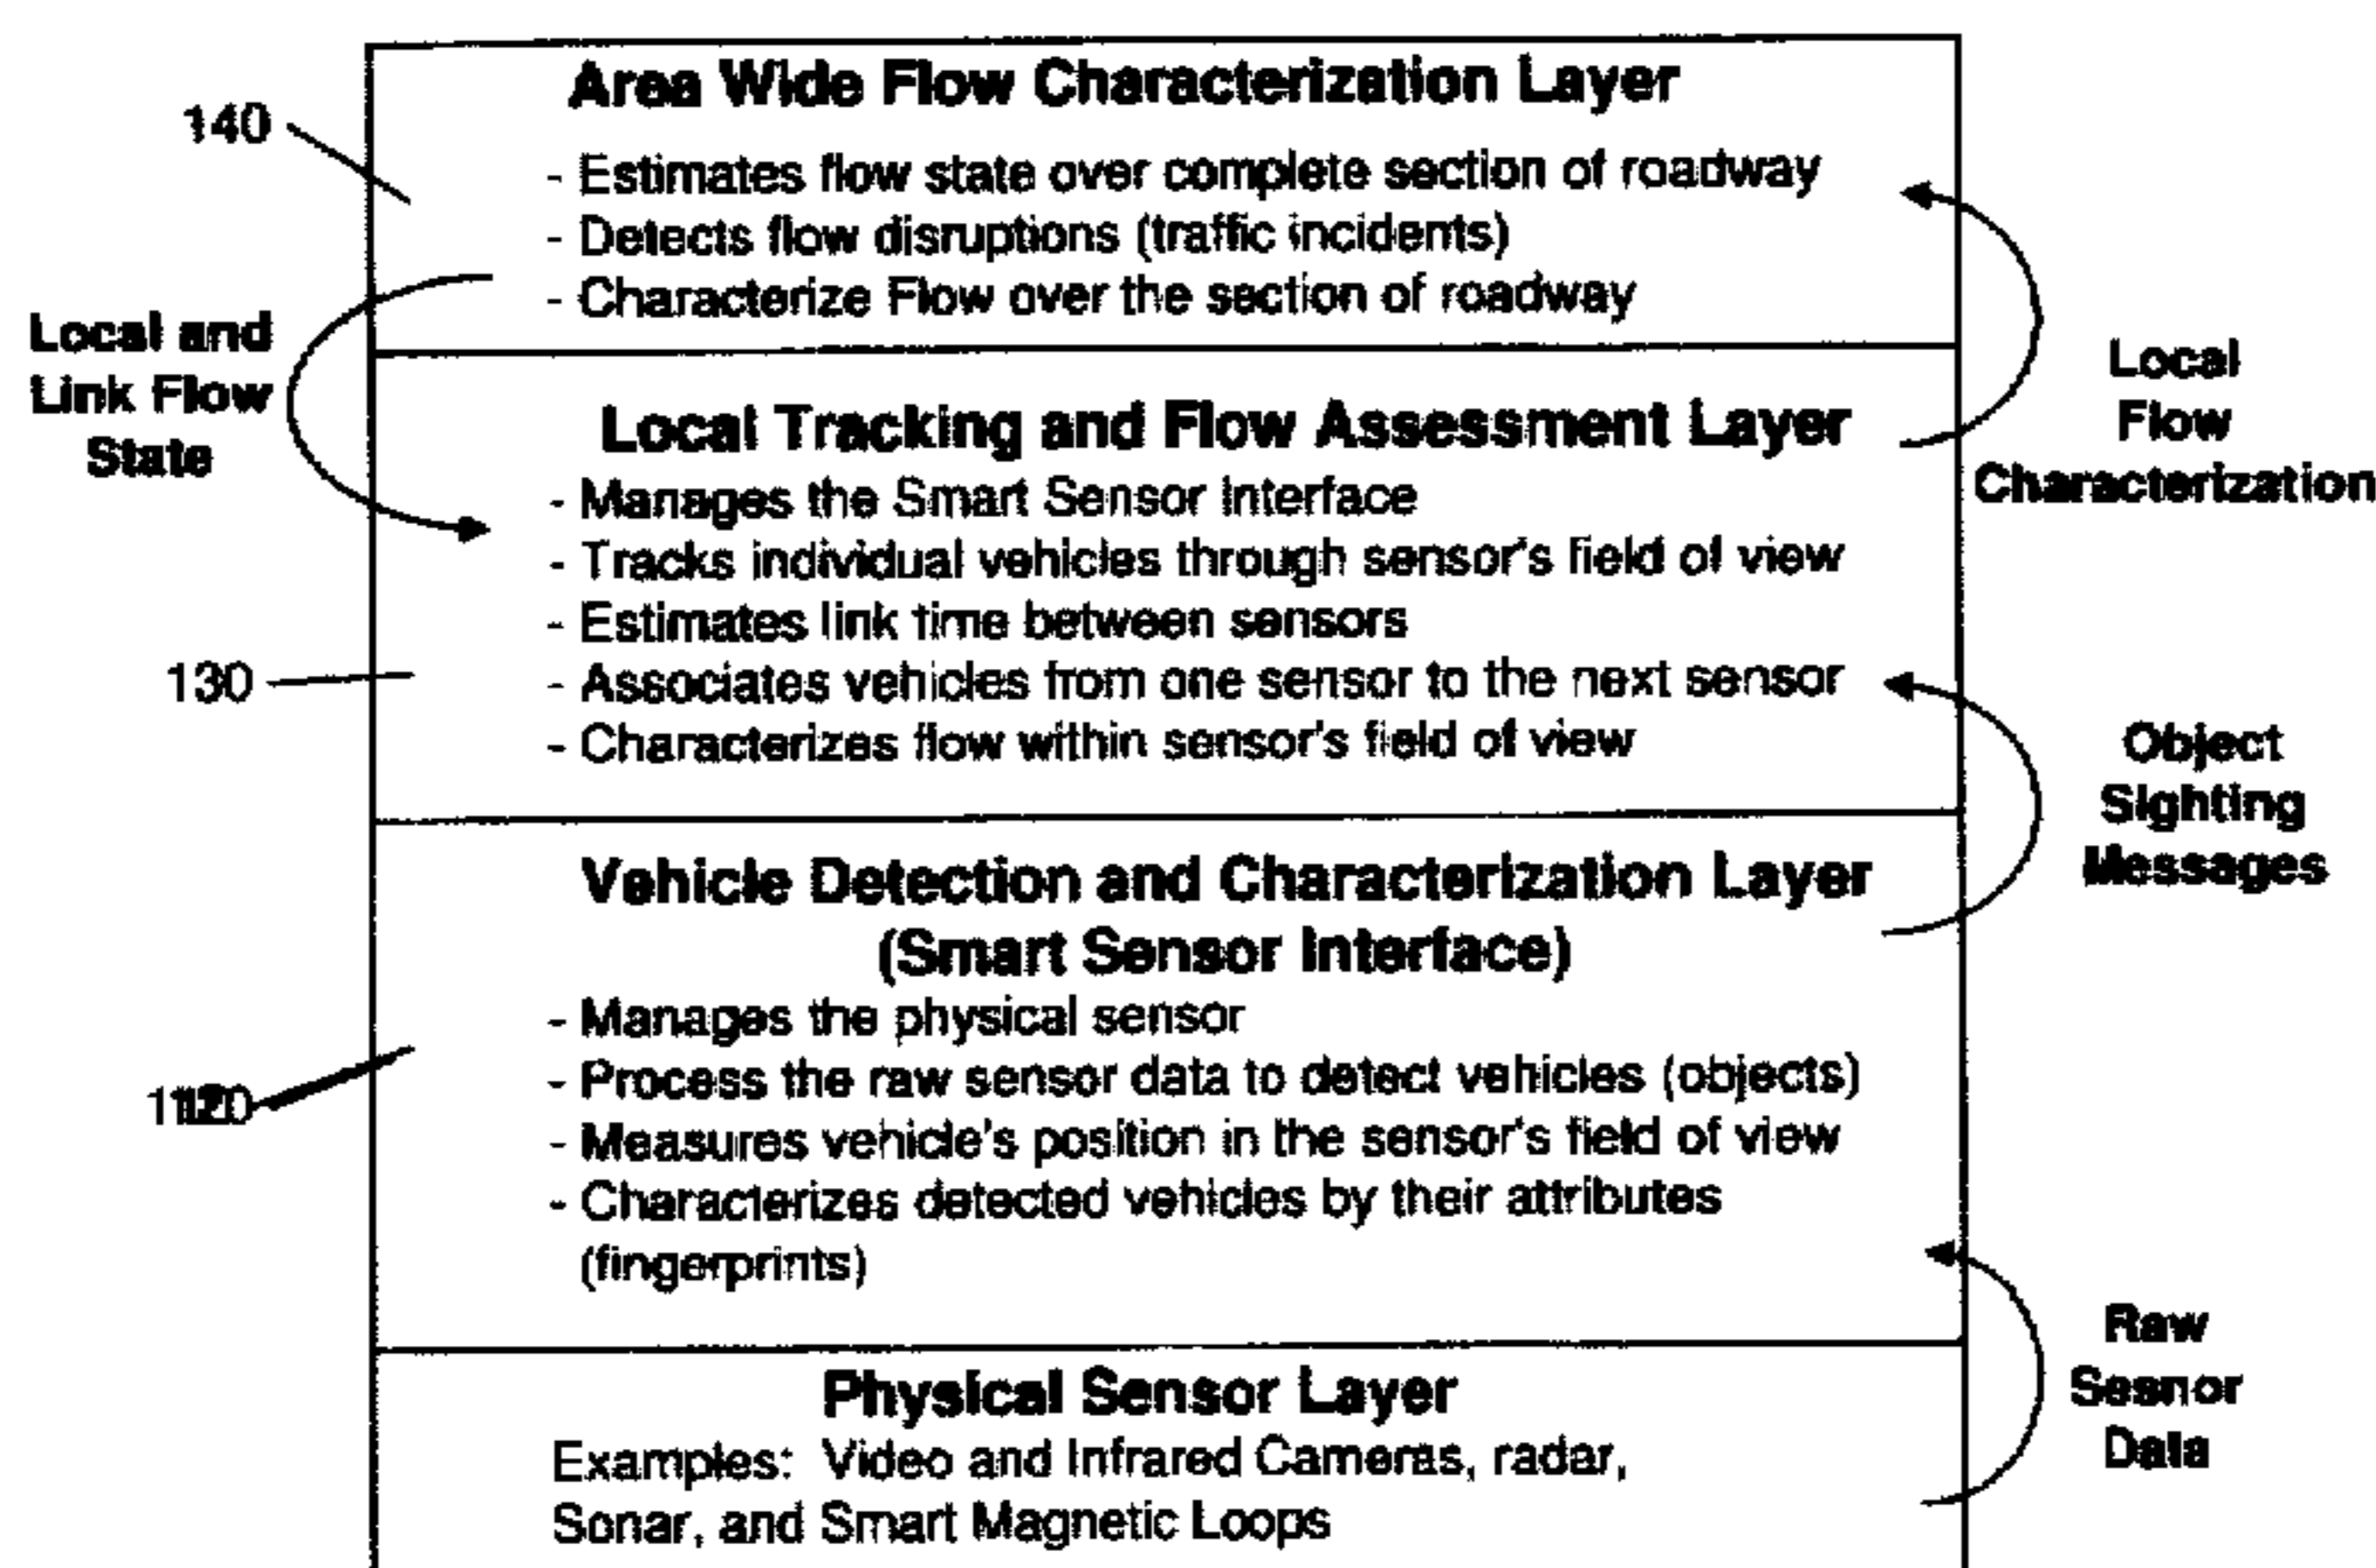 Area Wide Flow Characterization Layer
140
- Estimates flow state over complete section of roadway
- Detects flow disruptions (traffic incidents)
- Characterize Flow over the section of roadway
Local and
Link Flow
State
Local
Flow
Characterization
Local Tracking and Flow Assessment Layer
- Manages the Smart Sensor Interface
- Tracks individual vehicles through sensor's field of view
- Estimates link time between sensors
130
- Associates vehicles from one sensor to the next sensor
- Characterizes flow within sensor's field of view
Object
Sighting
Messages
Vehicle Detection and Characterization Layer
(Smart Sensor Interface)
- Manages the physical sensor
- Process the raw sensor data to detect vehicles (objects)
- Measures vehicle's position in the sensor's field of view
- Characterizes detected vehicles by their attributes
(fingerprints)
Raw
Sesnor
Data
Physical Sensor Layer
Examples: Video and Infrared Cameras, radar,
Sonar, and Smart Magnetic Loops